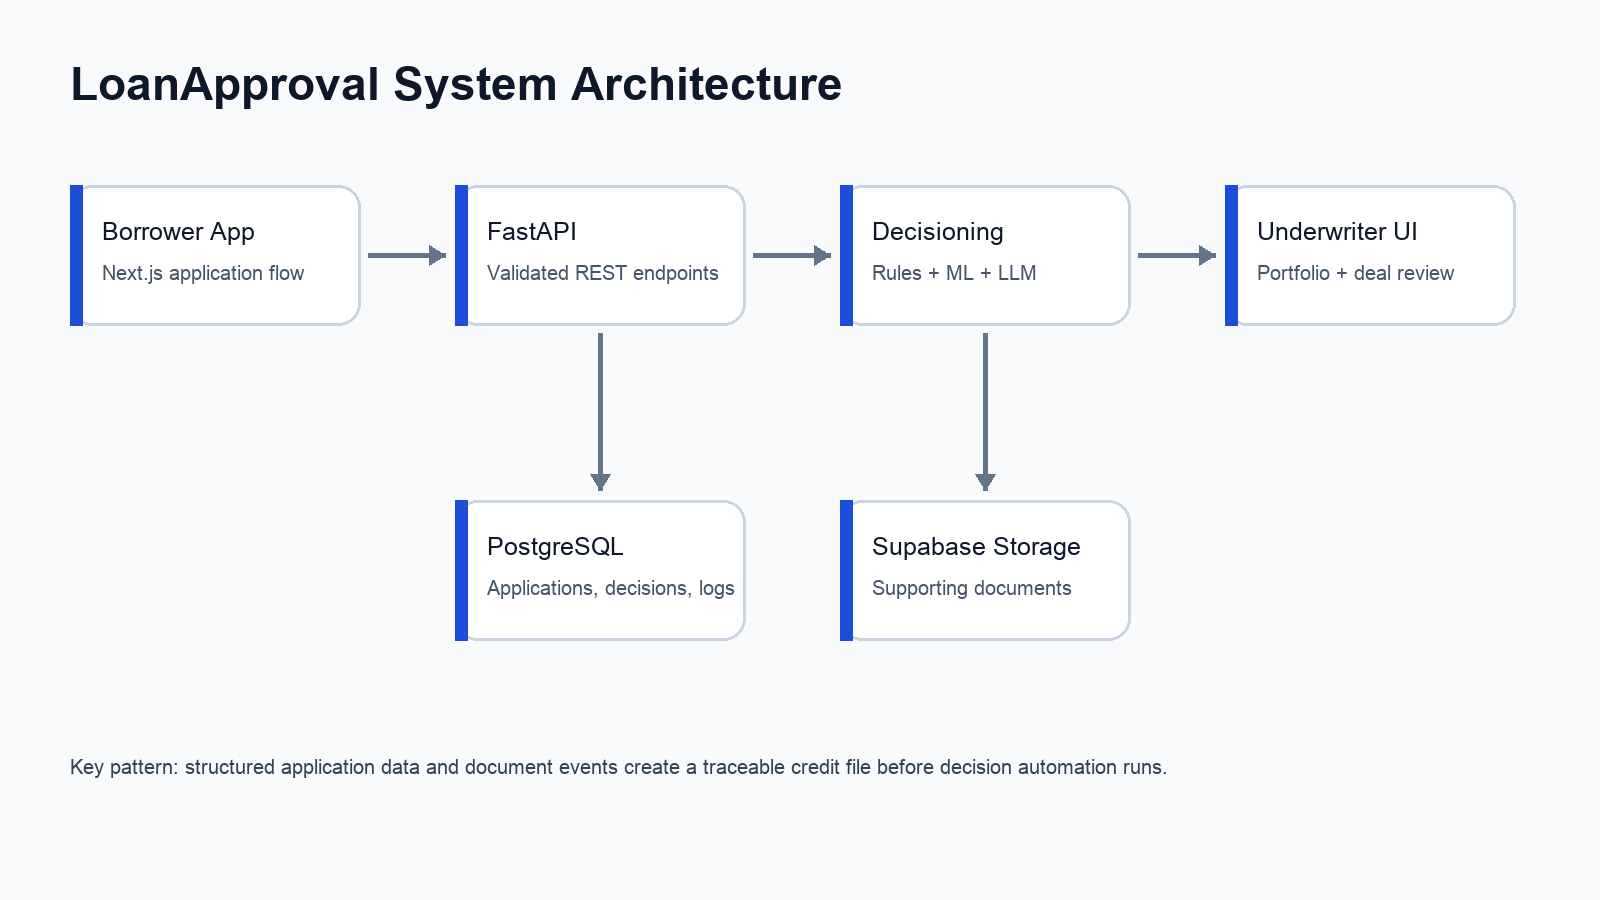 LoanApproval System Architecture
Borrower App
Next.js application flow
FastAPI
Validated REST endpoints
Decisioning
Rules + ML + LLM
Underwriter UI
Portfolio + deal review
PostgreSQL
Applications, decisions, logs
Supabase Storage
Supporting documents
Key pattern: structured application data and document events create a traceable credit file before decision automation runs.